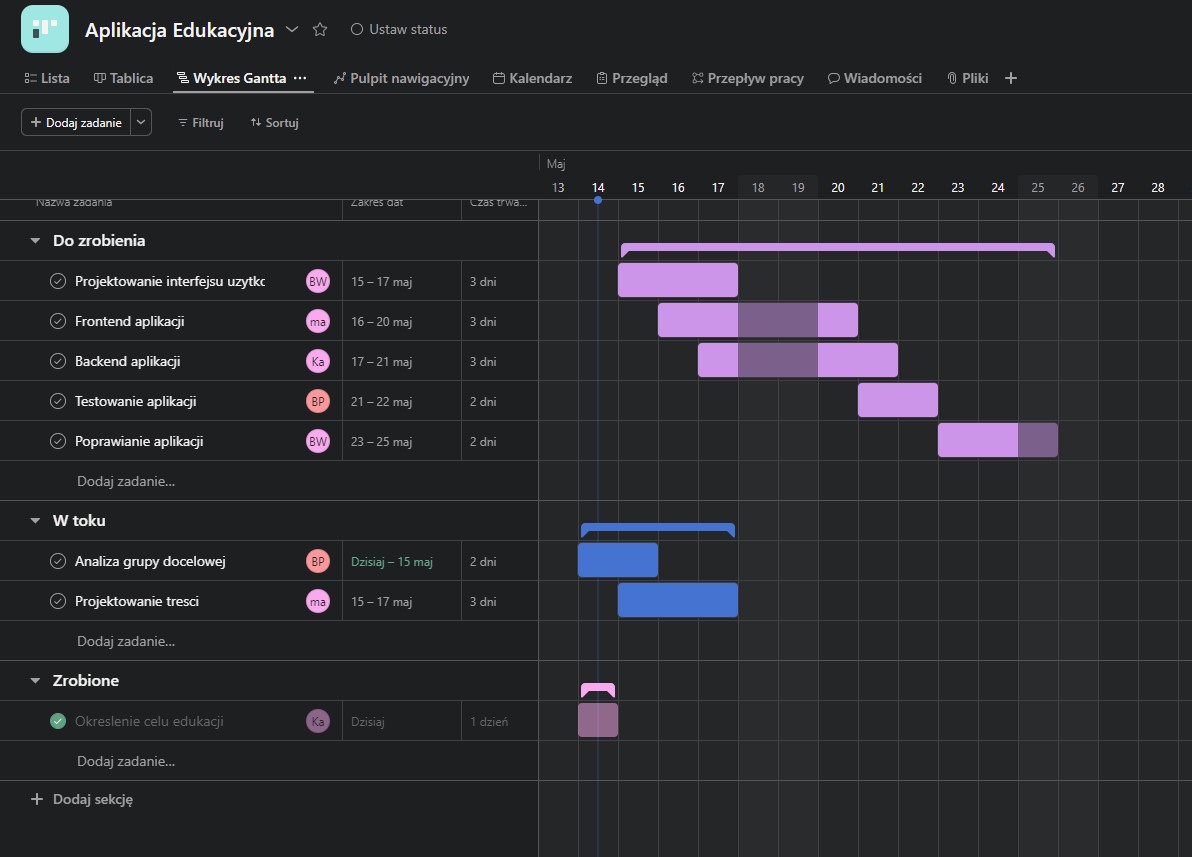 Aplikacja Edukacyjna Ustaw status
Lista Tablica Wykres Gantta ... Pulpit nawigacyjny Kalendarz Przegląd Przepływ pracy Wiadomości Pliki +
+ Dodaj zadanie Filtruj Sortuj
Maj
13 14 15 16 17 18 19 20 21 22 23 24 25 26 27 28
Nazwa zadania Zakres dat Czas trwa...
Do zrobienia
Projektowanie interfejsu uzytkc BW 15 – 17 maj 3 dni
Frontend aplikacji ma 16 – 20 maj 3 dni
Backend aplikacji Ka 17 – 21 maj 3 dni
Testowanie aplikacji BP 21 – 22 maj 2 dni
Poprawianie aplikacji BW 23 – 25 maj 2 dni
Dodaj zadanie...
W toku
Analiza grupy docelowej BP Dzisiaj – 15 maj 2 dni
Projektowanie tresci ma 15 – 17 maj 3 dni
Dodaj zadanie...
Zrobione
Okreslenie celu edukacji Ka Dzisiaj 1 dzień
Dodaj zadanie...
+ Dodaj sekcję